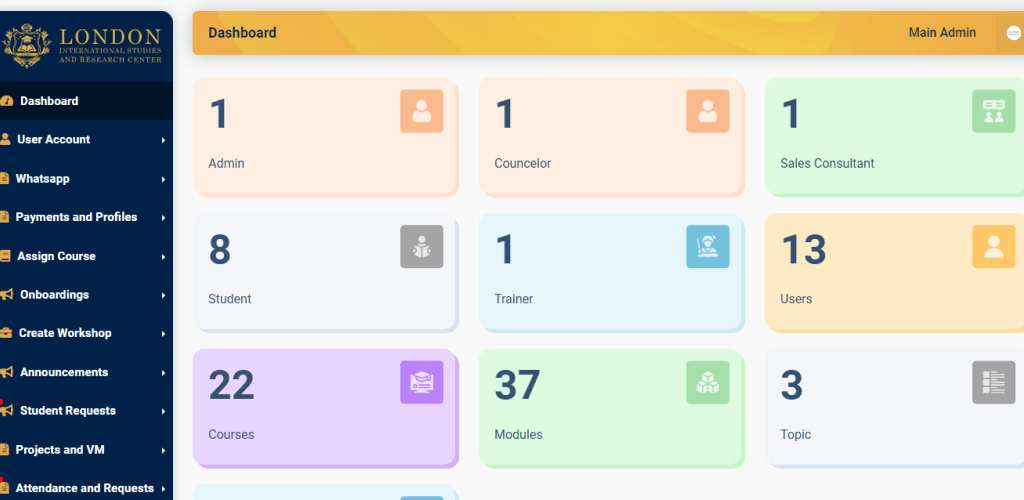 LONDON
INTERNATIONAL STUDIES
AND RESEARCH CENTER
Dashboard
User Account
Whatsapp
Payments and Profiles
Assign Course
Onboardings
Create Workshop
Announcements
Student Requests
Projects and VM
Attendance and Requests
Dashboard
Main Admin
1
Admin
1
Councelor
1
Sales Consultant
8
Student
1
Trainer
13
Users
22
Courses
37
Modules
3
Topic